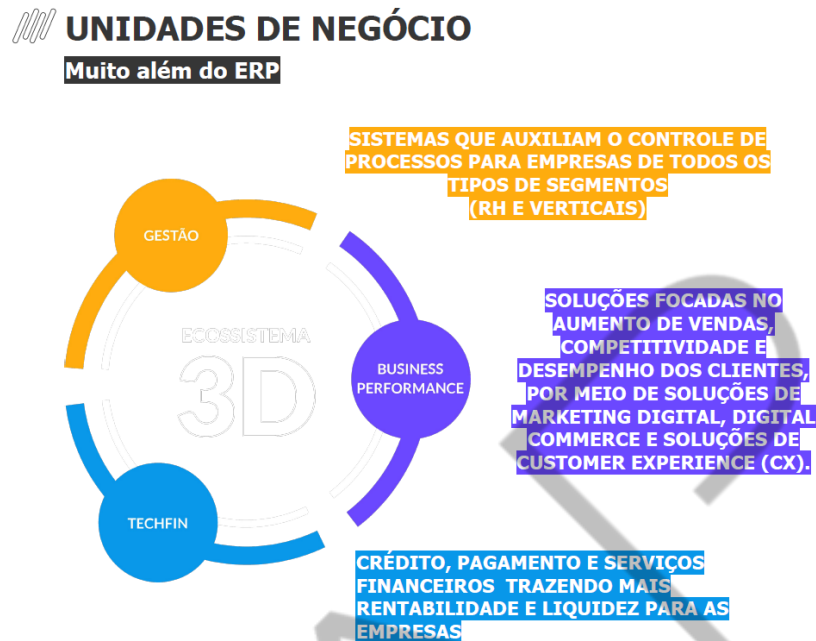 UNIDADES DE NEGÓCIO
Muito além do ERP
SISTEMAS QUE AUXILIAM O CONTROLE DE
PROCESSOS PARA EMPRESAS DE TODOS OS
TIPOS DE SEGMENTOS
(RH E VERTICAIS)
GESTÃO
ECOSSISTEMA
3D
BUSINESS
PERFORMANCE
SOLUÇÕES FOCADAS NO
AUMENTO DE VENDAS,
COMPETITIVIDADE E
DESEMPENHO DOS CLIENTES,
POR MEIO DE SOLUÇÕES DE
MARKETING DIGITAL, DIGITAL
COMMERCE E SOLUÇÕES DE
CUSTOMER EXPERIENCE (CX).
TECHFIN
CRÉDITO, PAGAMENTO E SERVIÇOS
FINANCEIROS TRAZENDO MAIS
RENTABILIDADE E LIQUIDEZ PARA AS
EMPRESAS